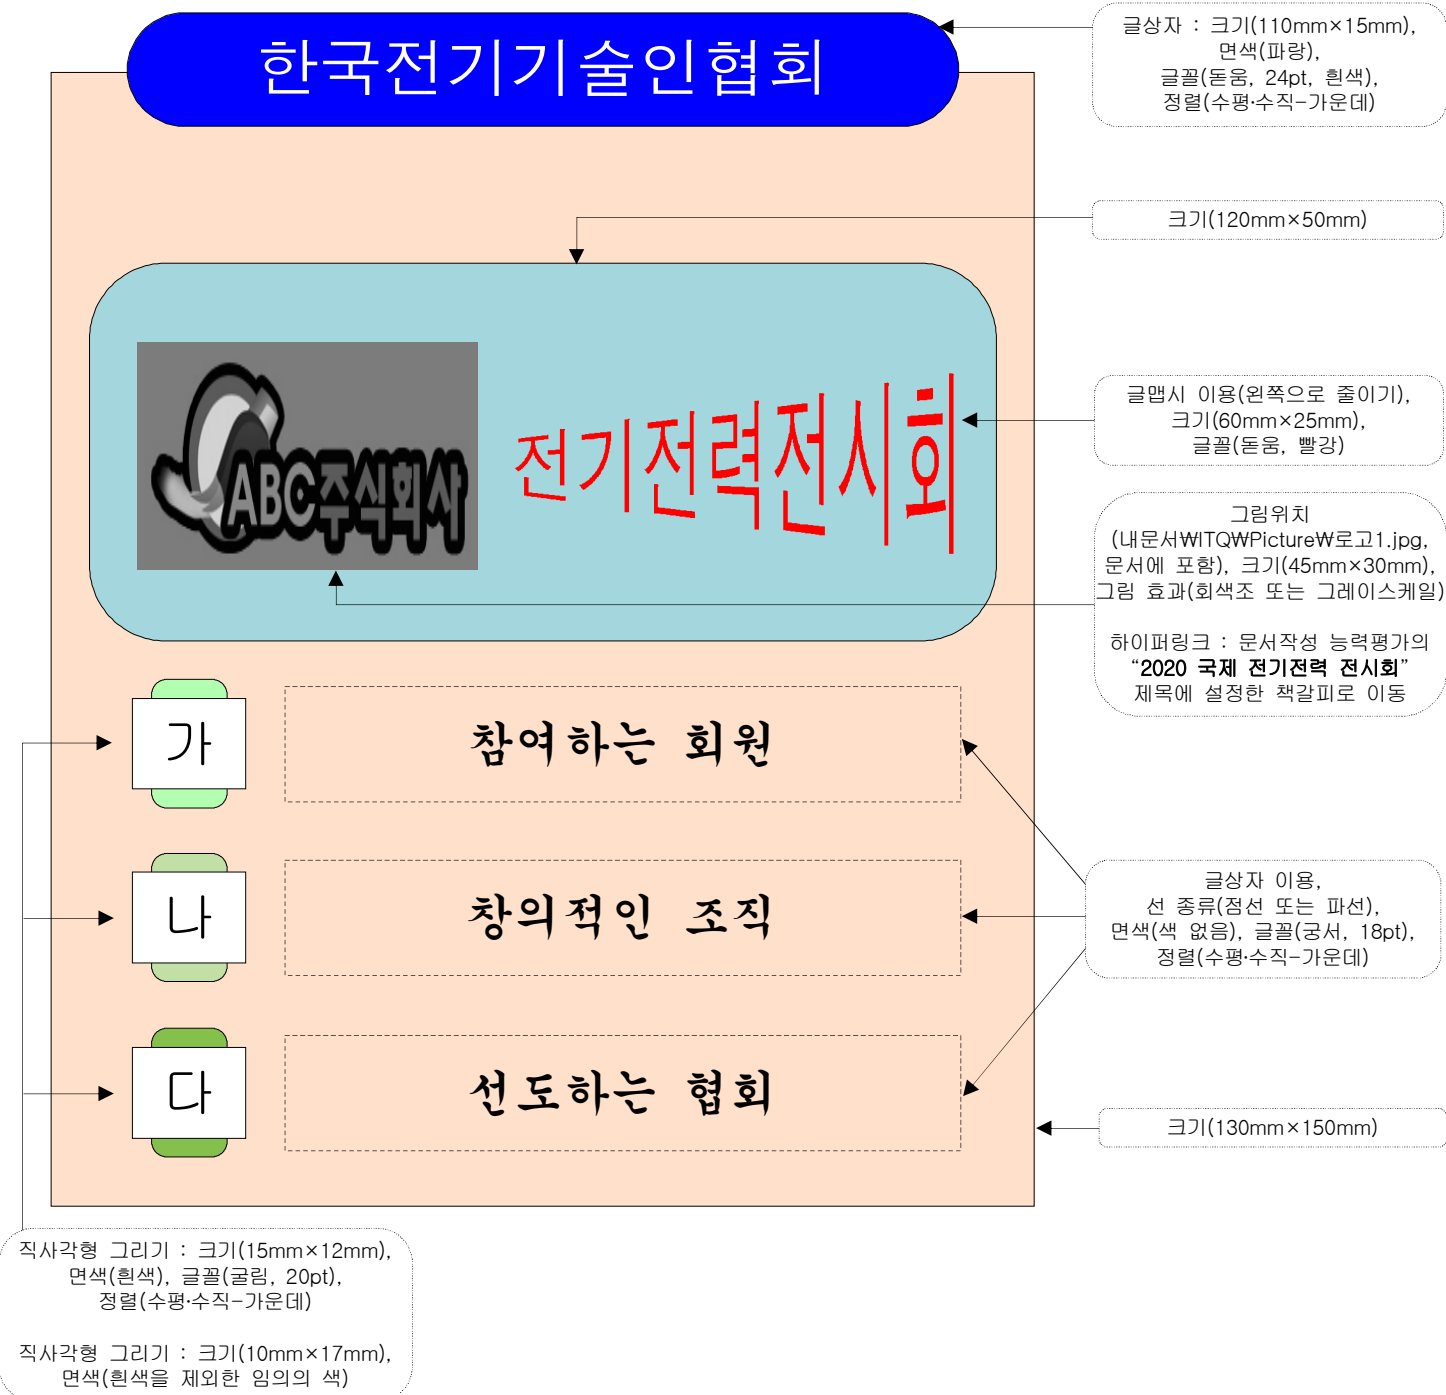 한국전기기술인협회
글상자 : 크기(110mm×15mm),
면색(파랑),
글꼴(돋움, 24pt, 흰색),
정렬(수평·수직-가운데)
크기(120mm×50mm)
ABC주식회사
전기전력전시회
글맵시 이용(왼쪽으로 줄이기),
크기(60mm×25mm),
글꼴(돋움, 빨강)
그림위치
(내문서₩ITQ₩Picture₩로고1.jpg,
문서에 포함), 크기(45mm×30mm),
그림 효과(회색조 또는 그레이스케일)
하이퍼링크 : 문서작성 능력평가의
“2020 국제 전기전력 전시회”
제목에 설정한 책갈피로 이동
가
참여하는 회원
나
창의적인 조직
글상자 이용,
선 종류(점선 또는 파선),
면색(색 없음), 글꼴(궁서, 18pt),
정렬(수평·수직-가운데)
다
선도하는 협회
크기(130mm×150mm)
직사각형 그리기 : 크기(15mm×12mm),
면색(흰색), 글꼴(굴림, 20pt),
정렬(수평·수직-가운데)
직사각형 그리기 : 크기(10mm×17mm),
면색(흰색을 제외한 임의의 색)